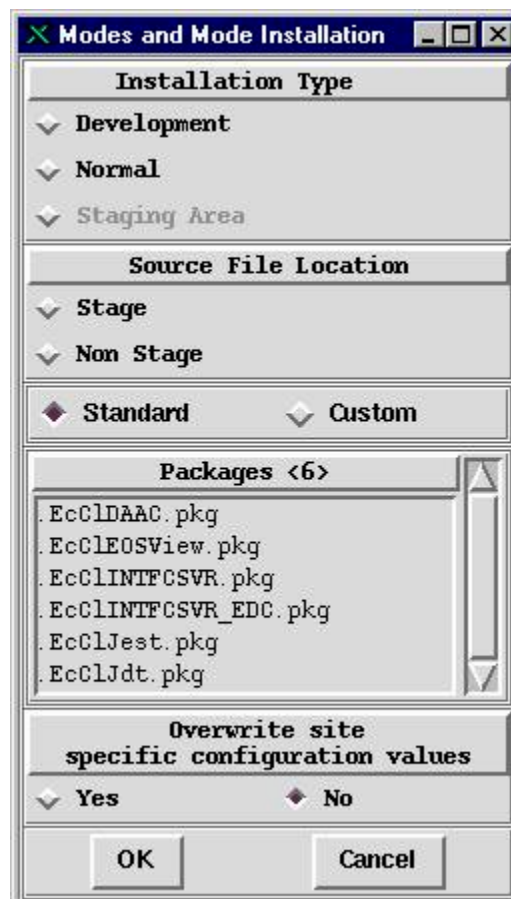 Modes and Mode Installation
Installation Type
Development
Normal
Staging Area
Source File Location
Stage
Non Stage
Standard Custom
Packages <6>
.EcClDAAC.pkg
.EcClEOSView.pkg
.EcClINTFCSVR.pkg
.EcClINTFCSVR_EDC.pkg
.EcClJest.pkg
.EcClJdt.pkg
Overwrite site
specific configuration values
Yes No
OK Cancel